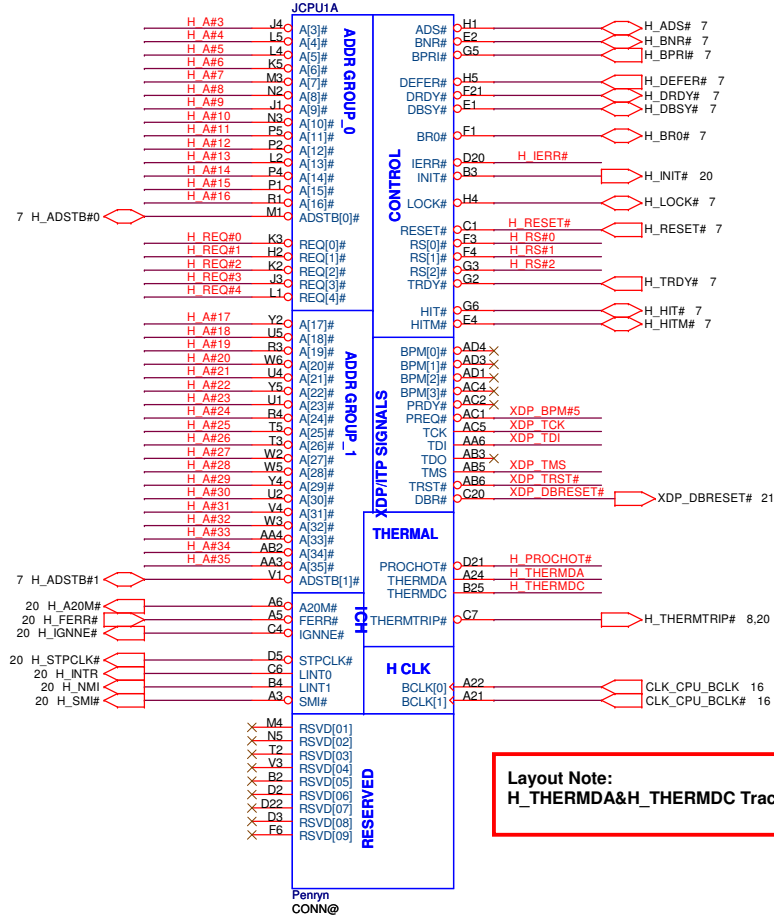 JCPU1A
H_A#3 J4 A[3]# ADS# H1 H_ADS# 7
H_A#4 L5 A[4]# BNR# E2 H_BNR# 7
H_A#5 L4 A[5]# BPRI# G5 H_BPRI# 7
H_A#6 K5 A[6]#
H_A#7 M3 A[7]# DEFER# H5 H_DEFER# 7
H_A#8 N2 A[8]# DRDY# F21 H_DRDY# 7
H_A#9 J1 A[9]# DBSY# E1 H_DBSY# 7
H_A#10 N3 A[10]#
H_A#11 P5 A[11]# BR0# F1 H_BR0# 7
H_A#12 P2 A[12]#
H_A#13 L2 A[13]# IERR# D20 H_IERR#
H_A#14 P4 A[14]# INIT# B3 H_INIT# 20
H_A#15 P1 A[15]#
H_A#16 R1 A[16]# LOCK# H4 H_LOCK# 7
7 H_ADSTB#0 M1 ADSTB[0]#
ADDR GROUP_0
CONTROL
RESET# C1 H_RESET# H_RESET# 7
H_REQ#0 K3 REQ[0]# RS[0]# F3 H_RS#0
H_REQ#1 H2 REQ[1]# RS[1]# F4 H_RS#1
H_REQ#2 K2 REQ[2]# RS[2]# G3 H_RS#2
H_REQ#3 J3 REQ[3]# TRDY# G2 H_TRDY# 7
H_REQ#4 L1 REQ[4]#
HIT# G6 H_HIT# 7
H_A#17 Y2 A[17]# HITM# E4 H_HITM# 7
H_A#18 U5 A[18]#
H_A#19 R3 A[19]# BPM[0]# AD4
H_A#20 W6 A[20]# BPM[1]# AD3
H_A#21 U4 A[21]# BPM[2]# AD1
H_A#22 Y5 A[22]# BPM[3]# AC4
H_A#23 U1 A[23]# PRDY# AC2
H_A#24 R4 A[24]# PREQ# AC1 XDP_BPM#5
H_A#25 T5 A[25]# TCK AC5 XDP_TCK
H_A#26 T3 A[26]# TDI AA6 XDP_TDI
H_A#27 W2 A[27]# TDO AB3
H_A#28 W5 A[28]# TMS AB5 XDP_TMS
H_A#29 Y4 A[29]# TRST# AB6 XDP_TRST#
H_A#30 U2 A[30]# DBR# C20 XDP_DBRESET# XDP_DBRESET# 21
H_A#31 V4 A[31]#
H_A#32 W3 A[32]#
H_A#33 AA4 A[33]#
H_A#34 AB2 A[34]#
H_A#35 AA3 A[35]# PROCHOT# D21 H_PROCHOT#
7 H_ADSTB#1 V1 ADSTB[1]# THERMDA A24 H_THERMDA
THERMDC B25 H_THERMDC
ADDR GROUP_1
XDP/ITP SIGNALS
THERMAL
20 H_A20M# A6 A20M#
20 H_FERR# A5 FERR# THERMTRIP# C7 H_THERMTRIP# 8,20
20 H_IGNNE# C4 IGNNE#
ICH
20 H_STPCLK# D5 STPCLK#
H CLK
20 H_INTR C6 LINT0
20 H_NMI B4 LINT1 BCLK[0] A22 CLK_CPU_BCLK 16
20 H_SMI# A3 SMI# BCLK[1] A21 CLK_CPU_BCLK# 16
M4 RSVD[01]
N5 RSVD[02]
T2 RSVD[03]
V3 RSVD[04]
B2 RSVD[05]
D2 RSVD[06]
D22 RSVD[07]
D3 RSVD[08]
F6 RSVD[09]
RESERVED
Layout Note:
H_THERMDA&H_THERMDC Trac
Penryn
CONN@